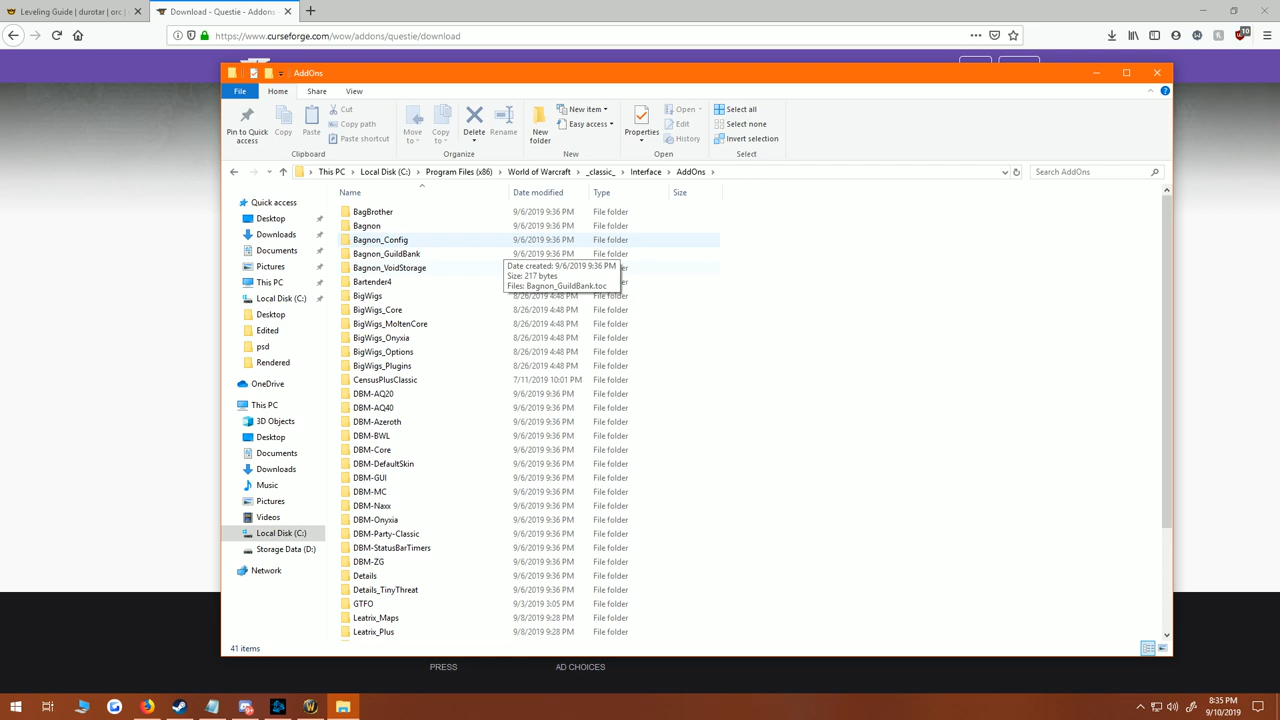 Leveling Guide | durotar | orc |
Download - Questie - Addons -
https://www.curseforge.com/wow/addons/questie/download
10
AddOns
File Home Share View
Pin to Quick access
Copy
Paste
Cut
Copy path
Paste shortcut
Move to
Copy to
Delete
Rename
New folder
New item
Easy access
Properties
Open
Edit
History
Select all
Select none
Invert selection
Clipboard Organize New Open Select
This PC > Local Disk (C:) > Program Files (x86) > World of Warcraft > _classic_ > Interface > AddOns >
Search AddOns
Name Date modified Type Size
Quick access
Desktop
Downloads
Documents
Pictures
This PC
Local Disk (C:)
Desktop
Edited
psd
Rendered
OneDrive
This PC
3D Objects
Desktop
Documents
Downloads
Music
Pictures
Videos
Local Disk (C:)
Storage Data (D:)
Network
BagBrother 9/6/2019 9:36 PM File folder
Bagnon 9/6/2019 9:36 PM File folder
Bagnon_Config 9/6/2019 9:36 PM File folder
Bagnon_GuildBank 9/6/2019 9:36 PM File folder
Bagnon_VoidStorage
Date created: 9/6/2019 9:36 PM
Size: 217 bytes
Files: Bagnon_GuildBank.toc
File folder
Bartender4 File folder
BigWigs 8/26/2019 4:48 PM File folder
BigWigs_Core 8/26/2019 4:48 PM File folder
BigWigs_MoltenCore 8/26/2019 4:48 PM File folder
BigWigs_Onyxia 8/26/2019 4:48 PM File folder
BigWigs_Options 8/26/2019 4:48 PM File folder
BigWigs_Plugins 8/26/2019 4:48 PM File folder
CensusPlusClassic 7/11/2019 10:01 PM File folder
DBM-AQ20 9/6/2019 9:36 PM File folder
DBM-AQ40 9/6/2019 9:36 PM File folder
DBM-Azeroth 9/6/2019 9:36 PM File folder
DBM-BWL 9/6/2019 9:36 PM File folder
DBM-Core 9/6/2019 9:36 PM File folder
DBM-DefaultSkin 9/6/2019 9:36 PM File folder
DBM-GUI 9/6/2019 9:36 PM File folder
DBM-MC 9/6/2019 9:36 PM File folder
DBM-Naxx 9/6/2019 9:36 PM File folder
DBM-Onyxia 9/6/2019 9:36 PM File folder
DBM-Party-Classic 9/6/2019 9:36 PM File folder
DBM-StatusBarTimers 9/6/2019 9:36 PM File folder
DBM-ZG 9/6/2019 9:36 PM File folder
Details 9/6/2019 9:36 PM File folder
Details_TinyThreat 9/6/2019 9:36 PM File folder
GTFO 9/3/2019 3:05 PM File folder
Leatrix_Maps 9/8/2019 9:28 PM File folder
Leatrix_Plus 9/8/2019 9:28 PM File folder
41 items
PRESS AD CHOICES
8:35 PM
9/10/2019